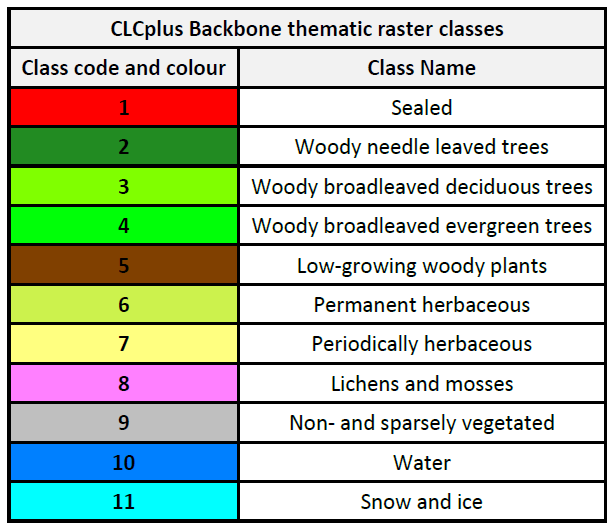 CLCplus Backbone thematic raster classes
Class code and colour Class Name
1 Sealed
2 Woody needle leaved trees
3 Woody broadleaved deciduous trees
4 Woody broadleaved evergreen trees
5 Low-growing woody plants
6 Permanent herbaceous
7 Periodically herbaceous
8 Lichens and mosses
9 Non- and sparsely vegetated
10 Water
11 Snow and ice